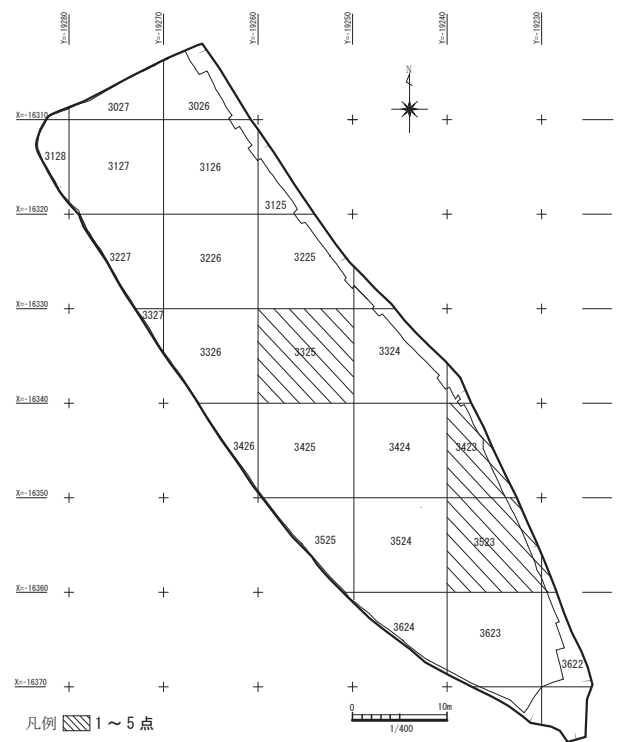 Y=-19280
Y=-19270
Y=-19260
Y=-19250
Y=-19240
Y=-19230
N
3027
3026
X=-16310
3128
3127
3126
3125
X=-16320
3227
3226
3225
X=-16330
3327
3326
3325
3324
X=-16340
3426
3425
3424
3423
X=-16350
3525
3524
3523
X=-16360
3624
3623
3622
X=-16370
0 10m
1/400
凡例 1 ~ 5 点